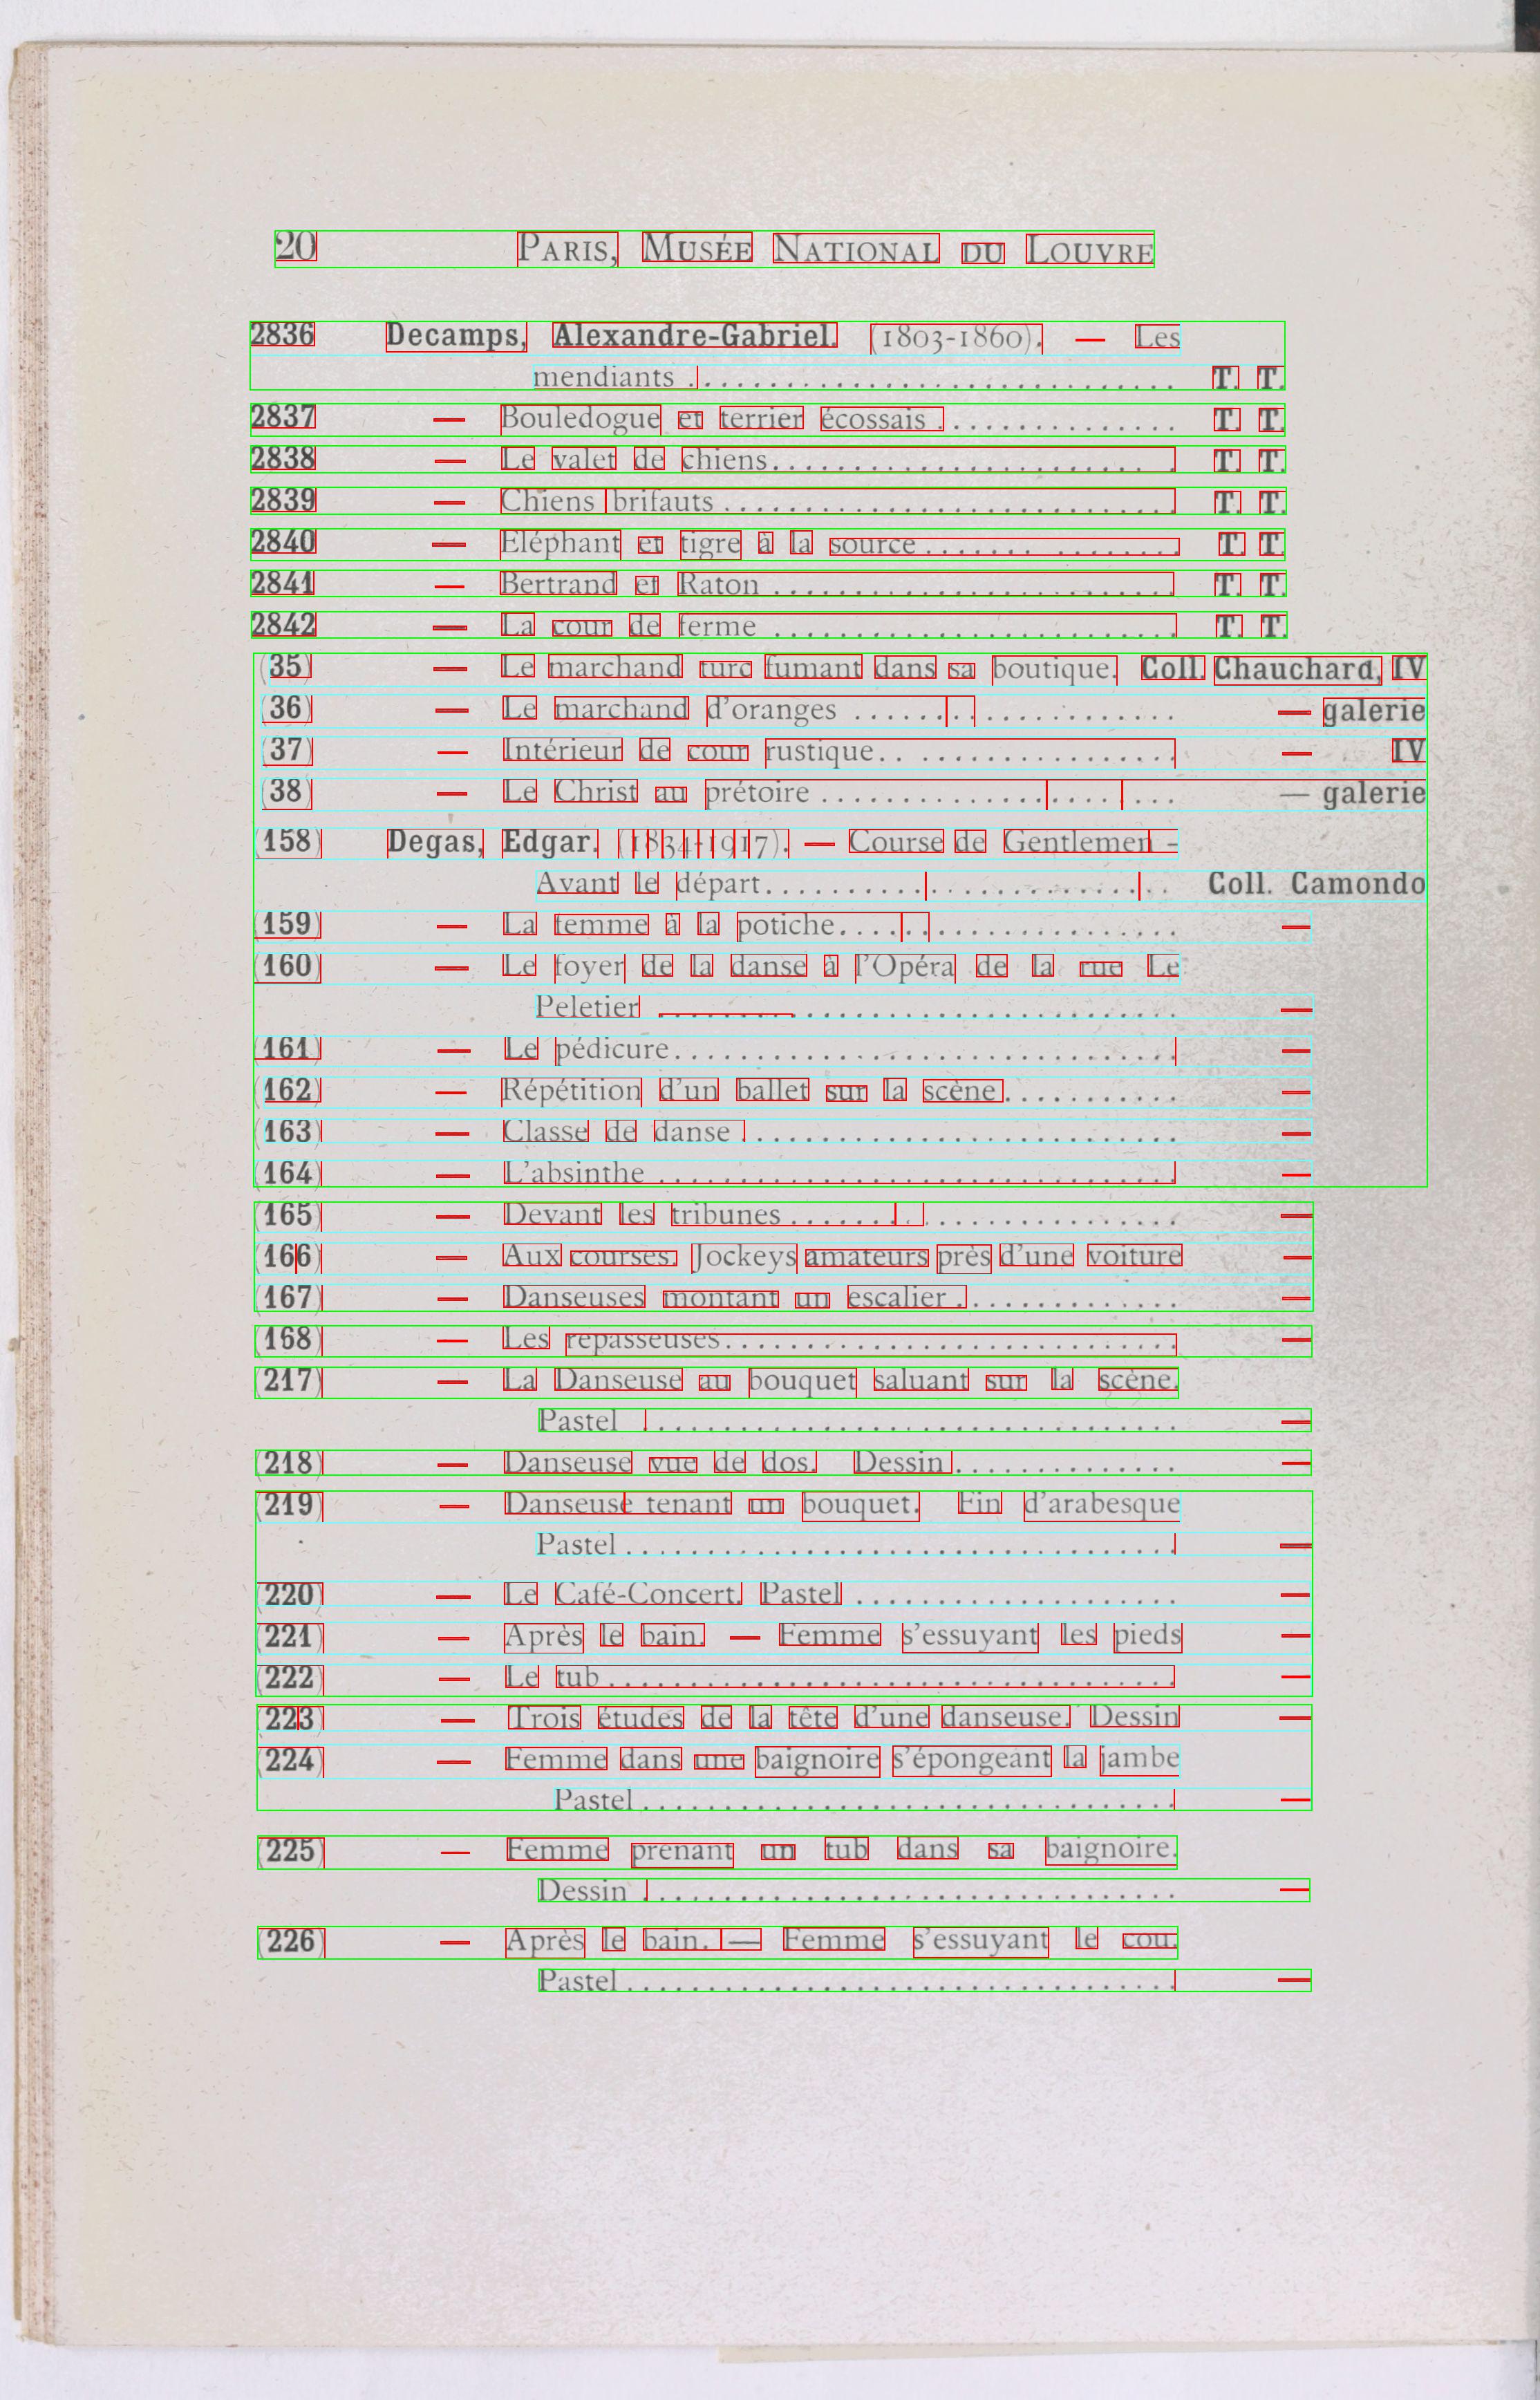 20 PARIS, MUSÉE NATIONAL DU LOUVRE
2836 Decamps, Alexandre-Gabriel. (1803-1860). — Les
mendiants .............................. T. T.
2837 — Bouledogue et terrier écossais ............... T. T.
2838 — Le valet de chiens......................... T. T.
2839 — Chiens brifauts ............................ T. T.
2840 — Eléphant et tigre à la source ................ T. T.
2841 — Bertrand et Raton ......................... T. T.
2842 — La cour de ferme ......................... T. T.
(35) — Le marchand turc fumant dans sa boutique. Coll. Chauchard, IV
(36) — Le marchand d'oranges .................... — galerie
(37) — Intérieur de cour rustique.. ................ — IV
(38) — Le Christ au prétoire ...................... — galerie
(158) Degas, Edgar. (1834-1917). — Course de Gentlemen -
Avant le départ......................... Coll. Camondo
(159) — La femme à la potiche..................... —
(160) — Le foyer de la danse à l'Opéra de la rue Le
Peletier ................................ —
(161) — Le pédicure............................... —
(162) — Répétition d'un ballet sur la scène........... —
(163) — Classe de danse ........................... —
(164) — L'absinthe ................................ —
(165) — Devant les tribunes ........................ —
(166) — Aux courses. Jockeys amateurs près d'une voiture —
(167) — Danseuses montant un escalier .............. —
(168) — Les repasseuses............................ —
(217) — La Danseuse au bouquet saluant sur la scène.
Pastel ................................. —
(218) — Danseuse vue de dos. Dessin .............. —
(219) — Danseuse tenant un bouquet. Fin d'arabesque
Pastel .................................. —
(220) — Le Café-Concert. Pastel .................... —
(221) — Après le bain. — Femme s'essuyant les pieds —
(222) — Le tub ................................... —
(223) — Trois études de la tête d'une danseuse. Dessin —
(224) — Femme dans une baignoire s'épongeant la jambe
Pastel ................................. —
(225) — Femme prenant un tub dans sa baignoire.
Dessin ................................. —
(226) — Après le bain. — Femme s'essuyant le cou.
Pastel .................................. —